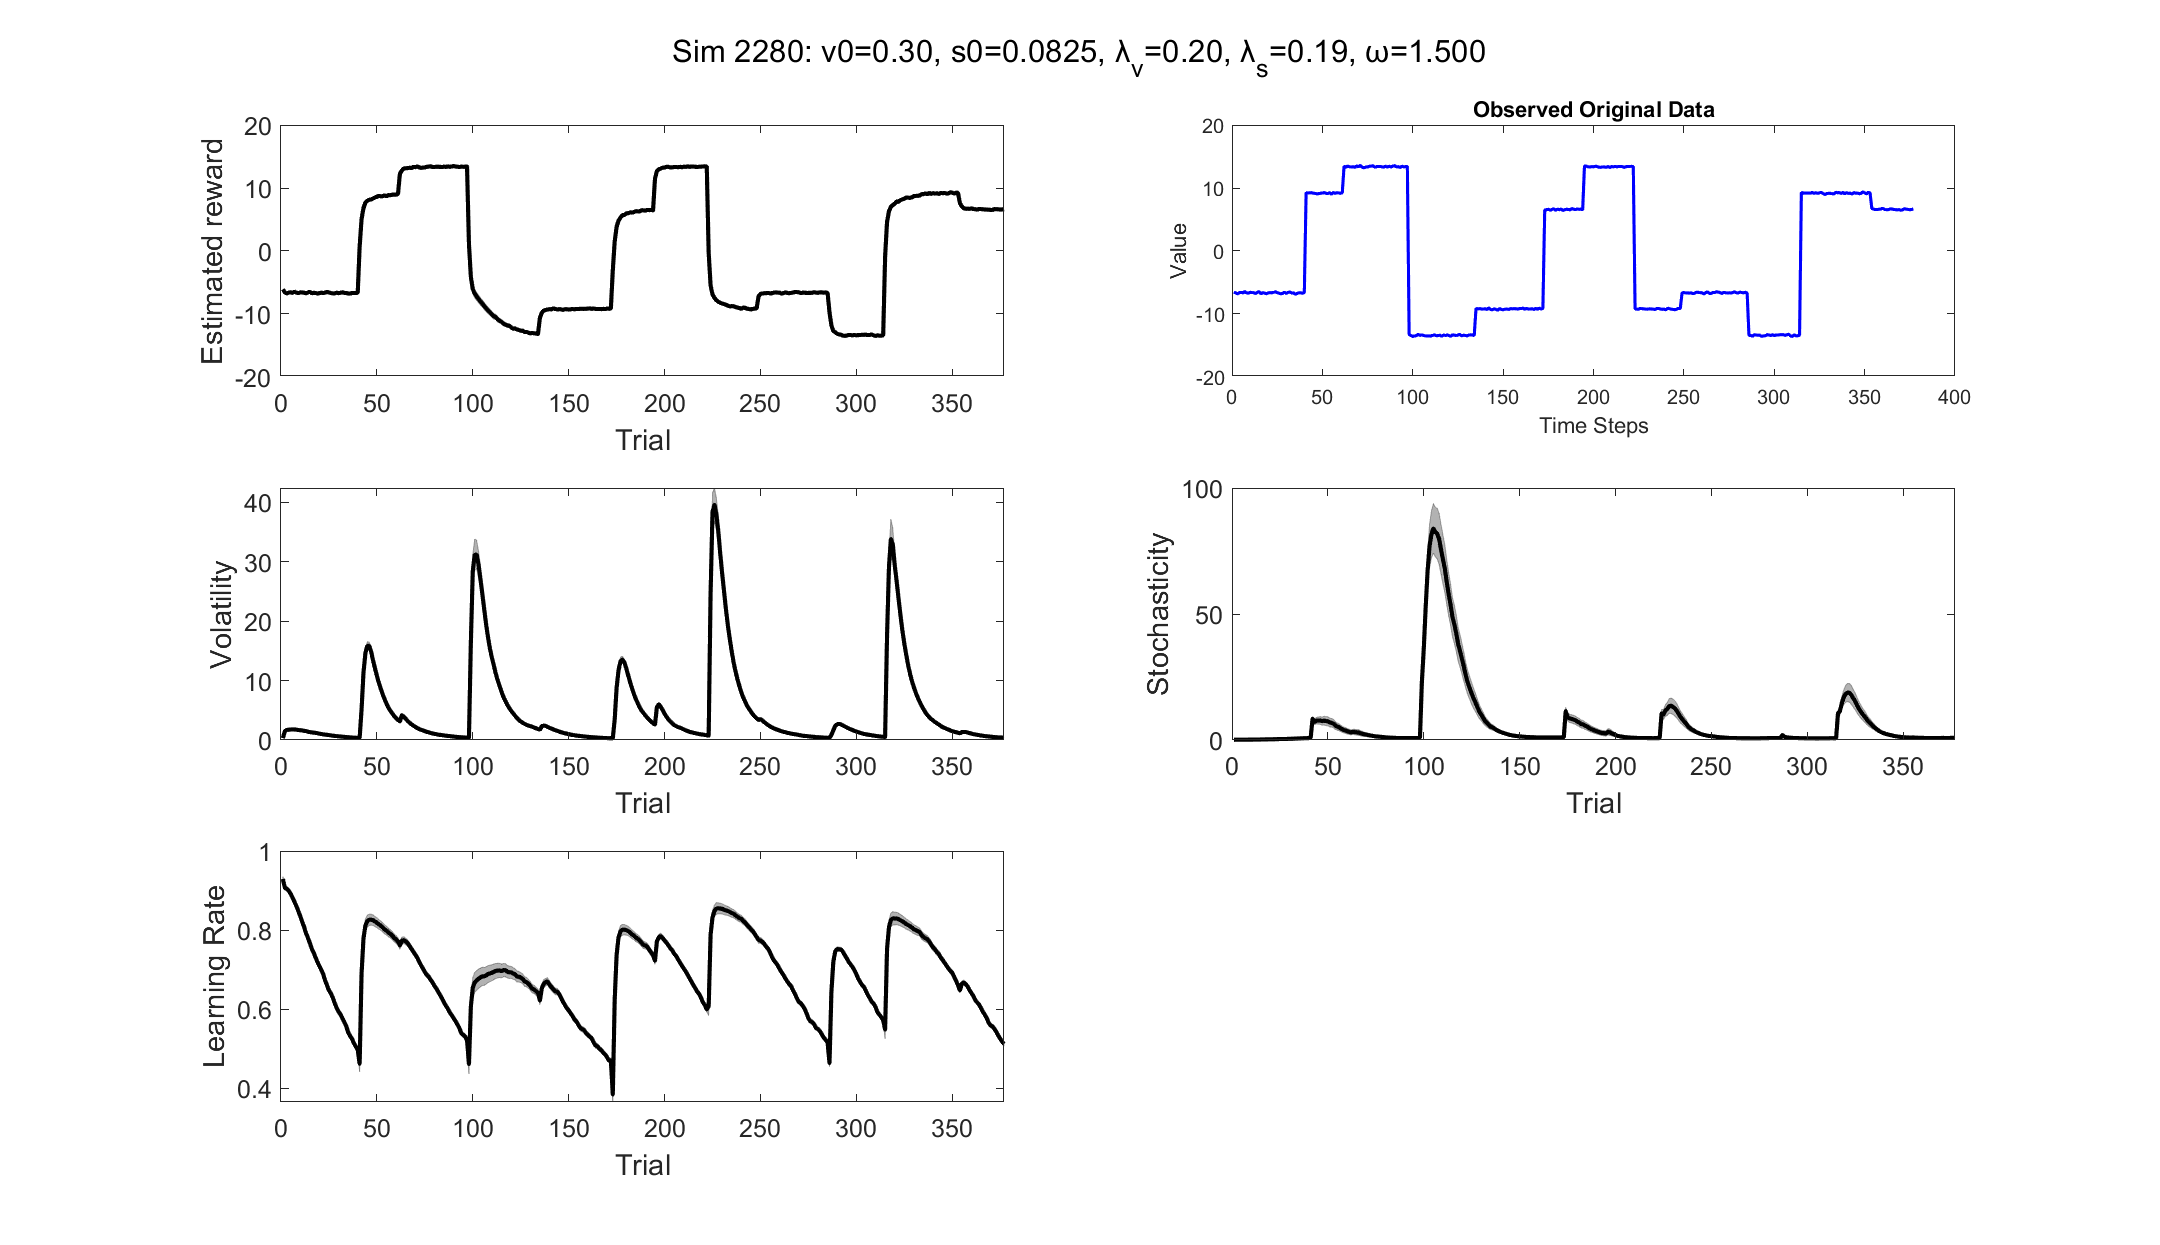 Sim 2280: v0=0.30, s0=0.0825, λv=0.20, λs=0.19, ω=1.500
Estimated reward
20
10
0
-10
-20
0 50 100 150 200 250 300 350
Trial
Observed Original Data
Value
20
10
0
-10
-20
0 50 100 150 200 250 300 350 400
Time Steps
Volatility
40
30
20
10
0
0 50 100 150 200 250 300 350
Trial
Stochasticity
100
50
0
0 50 100 150 200 250 300 350
Trial
Learning Rate
1
0.8
0.6
0.4
0 50 100 150 200 250 300 350
Trial